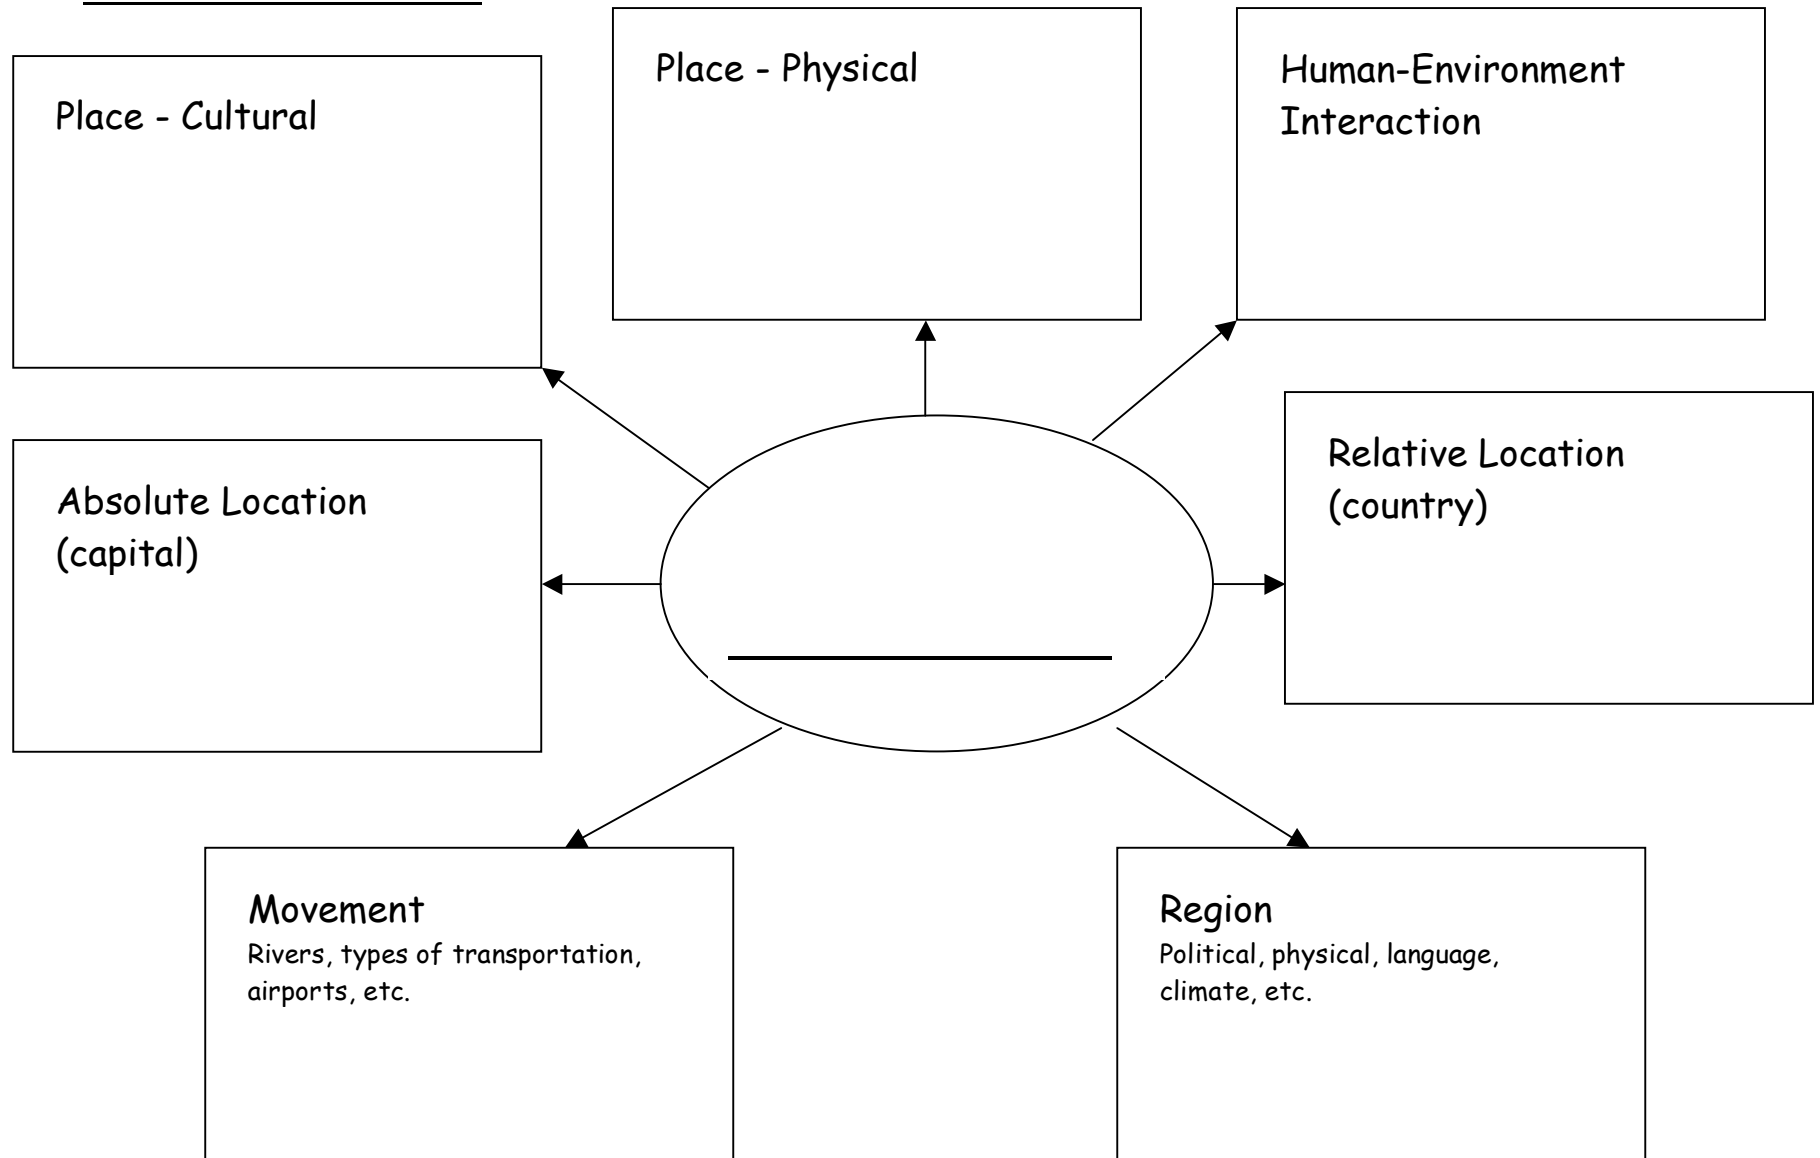 Place - Cultural
Place - Physical
Human-Environment
Interaction
Absolute Location
(capital)
Relative Location
(country)
Movement
Rivers, types of transportation,
airports, etc.
Region
Political, physical, language,
climate, etc.